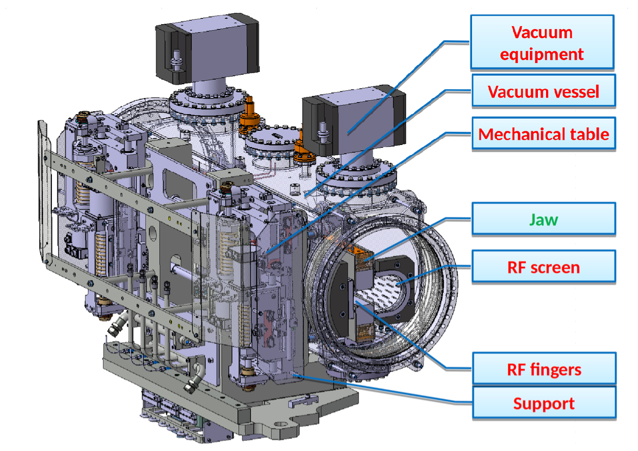 Vacuum
equipment
Vacuum vessel
Mechanical table
Jaw
RF screen
RF fingers
Support